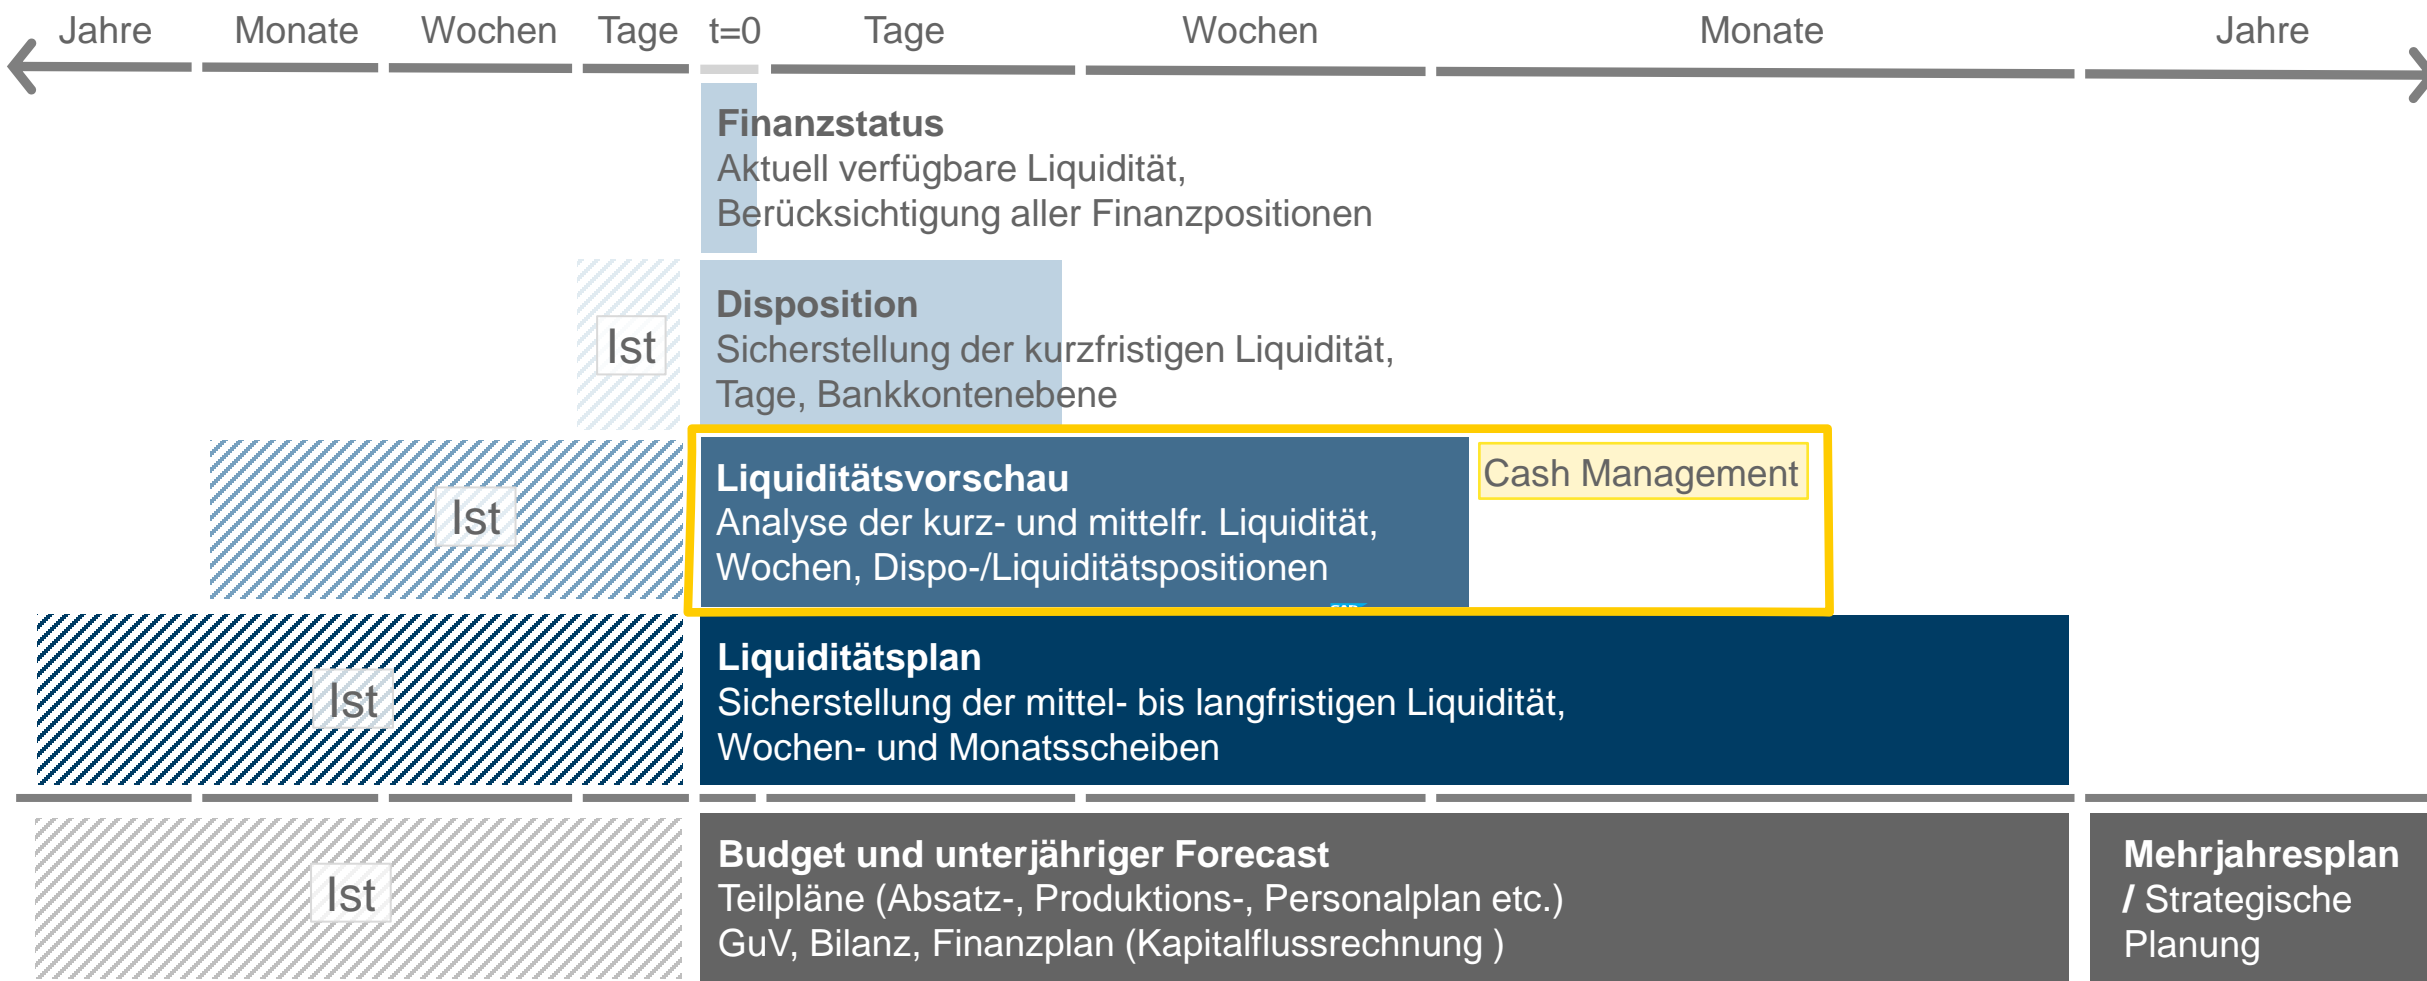 Jahre Monate Wochen Tage t=0 Tage Wochen Monate Jahre
Finanzstatus
Aktuell verfügbare Liquidität,
Berücksichtigung aller Finanzpositionen
Ist
Disposition
Sicherstellung der kurzfristigen Liquidität,
Tage, Bankkontenebene
Ist
Liquiditätsvorschau
Analyse der kurz- und mittelfr. Liquidität,
Wochen, Dispo-/Liquiditätspositionen
Cash Management
Ist
Liquiditätsplan
Sicherstellung der mittel- bis langfristigen Liquidität,
Wochen- und Monatsscheiben
Ist
Budget und unterjähriger Forecast
Teilpläne (Absatz-, Produktions-, Personalplan etc.)
GuV, Bilanz, Finanzplan (Kapitalflussrechnung )
Mehrjahresplan
/ Strategische
Planung